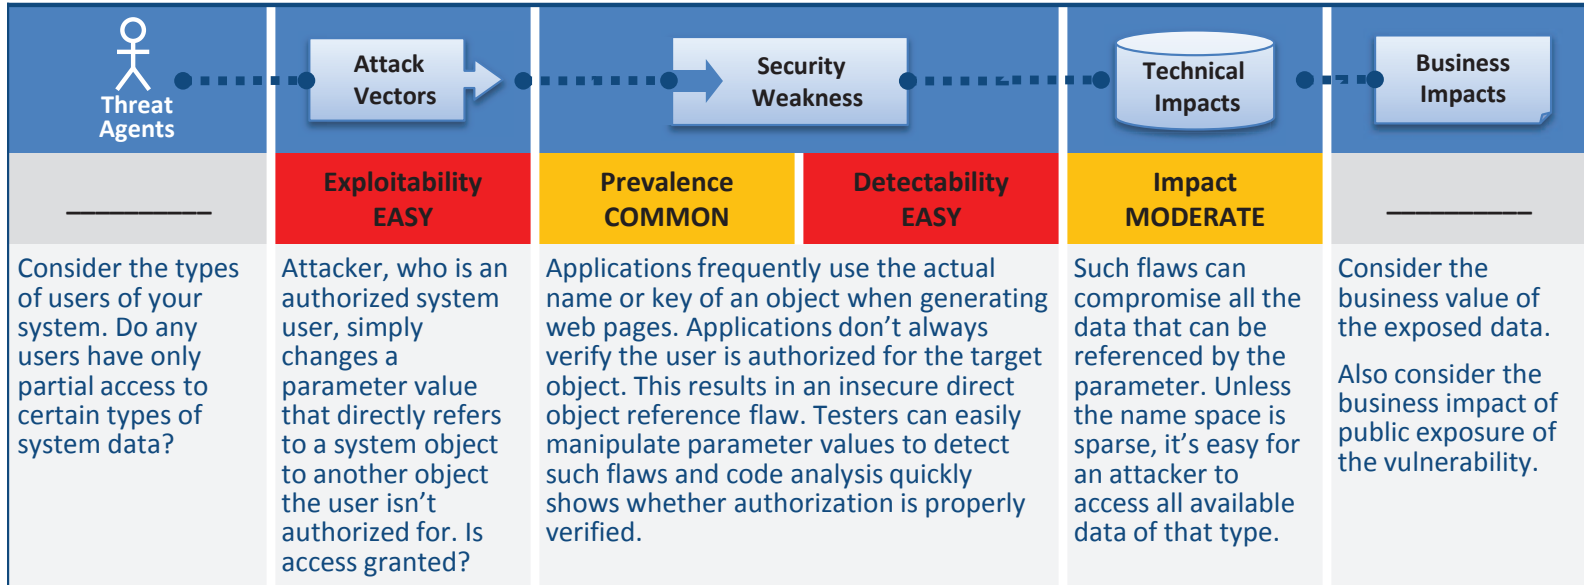 Threat
Agents
Attack
Vectors
Security
Weakness
Technical
Impacts
Business
Impacts
__________
Exploitability
EASY
Prevalence
COMMON
Detectability
EASY
Impact
MODERATE
__________
Consider the types
of users of your
system. Do any
users have only
partial access to
certain types of
system data?
Attacker, who is an
authorized system
user, simply
changes a
parameter value
that directly refers
to a system object
to another object
the user isn’t
authorized for. Is
access granted?
Applications frequently use the actual
name or key of an object when generating
web pages. Applications don’t always
verify the user is authorized for the target
object. This results in an insecure direct
object reference flaw. Testers can easily
manipulate parameter values to detect
such flaws and code analysis quickly
shows whether authorization is properly
verified.
Such flaws can
compromise all the
data that can be
referenced by the
parameter. Unless
the name space is
sparse, it’s easy for
an attacker to
access all available
data of that type.
Consider the
business value of
the exposed data.
Also consider the
business impact of
public exposure of
the vulnerability.